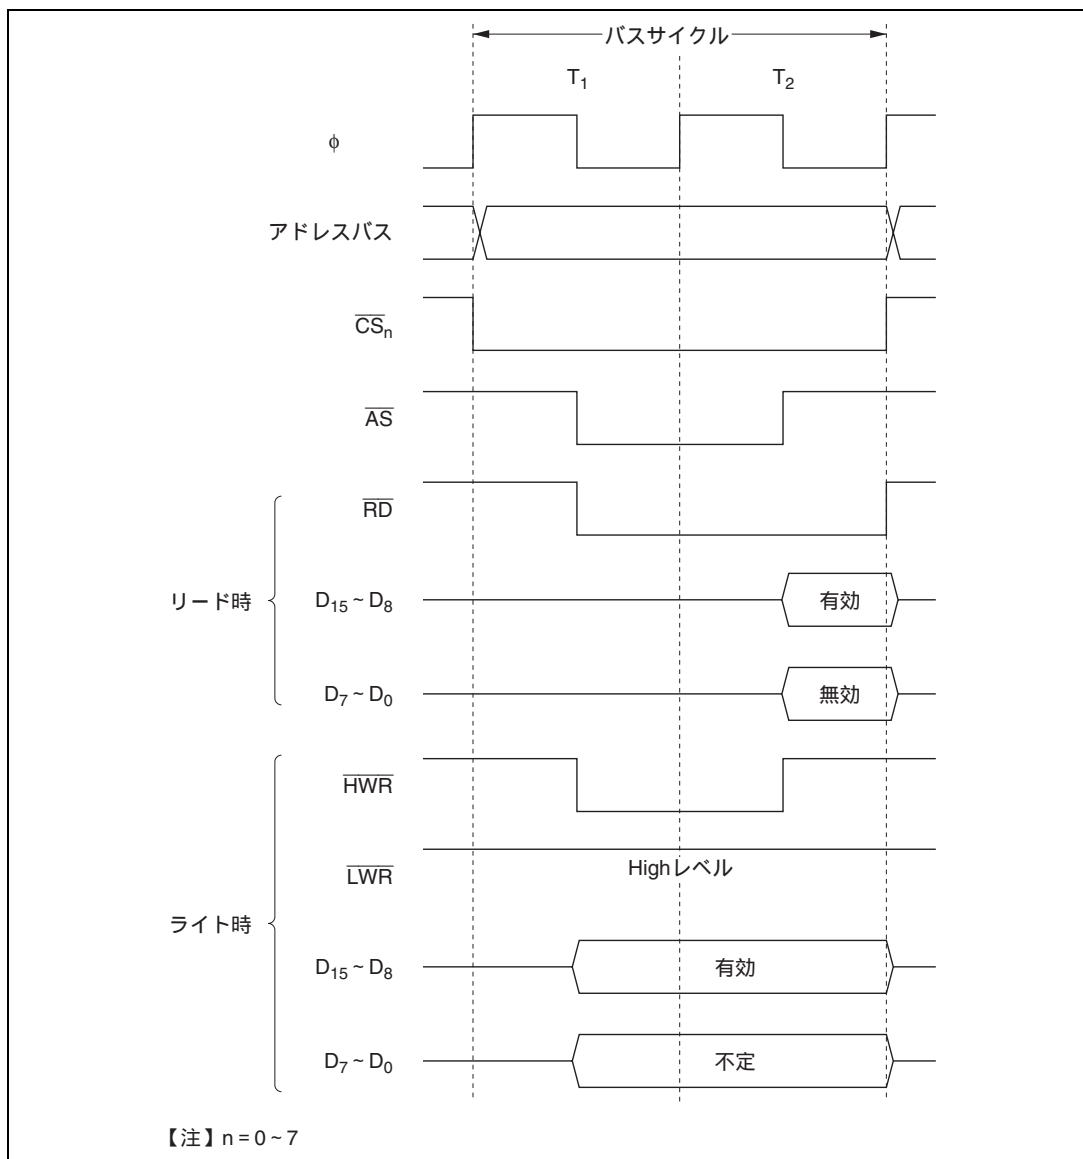 バスサイクル
T1 T2
φ
アドレスバス
CSn
AS
RD
リード時
D15 ~ D8 有効
D7 ~ D0 無効
HWR
LWR Highレベル
ライト時
D15 ~ D8 有効
D7 ~ D0 不定
【注】n = 0 ~ 7